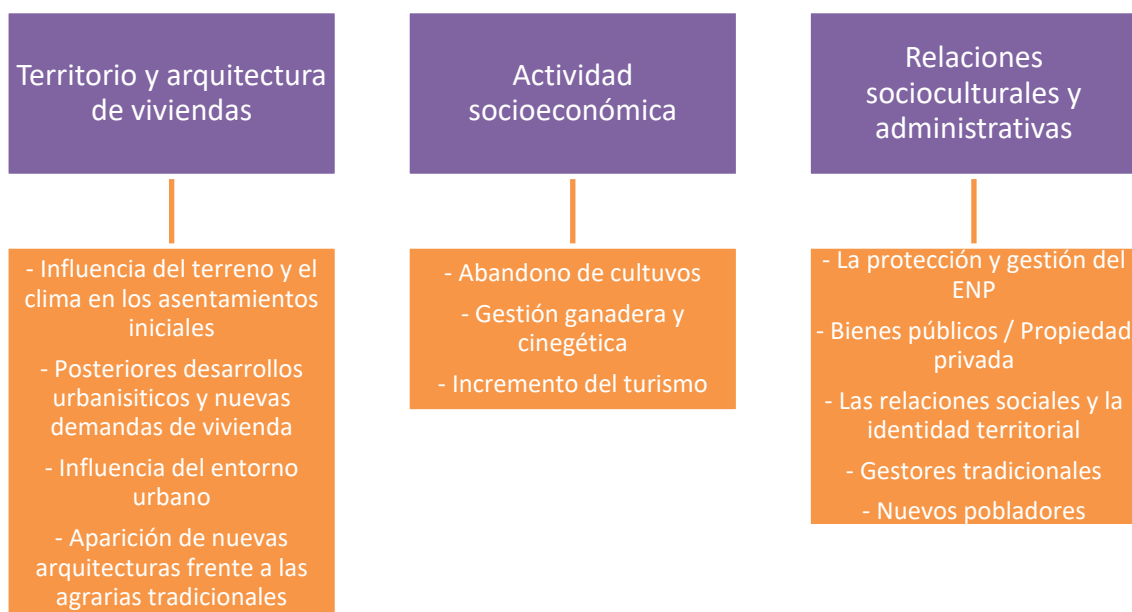 Territorio y arquitectura
de viviendas
- Influencia del terreno y el
clima en los asentamientos
iniciales
- Posteriores desarrollos
urbanisiticos y nuevas
demandas de vivienda
- Influencia del entorno
urbano
- Aparición de nuevas
arquitecturas frente a las
agrarias tradicionales
Actividad
socioeconómica
- Abandono de cultuvos
- Gestión ganadera y
cinegética
- Incremento del turismo
Relaciones
socioculturales y
administrativas
- La protección y gestión del
ENP
- Bienes públicos / Propiedad
privada
- Las relaciones sociales y la
identidad territorial
- Gestores tradicionales
- Nuevos pobladores